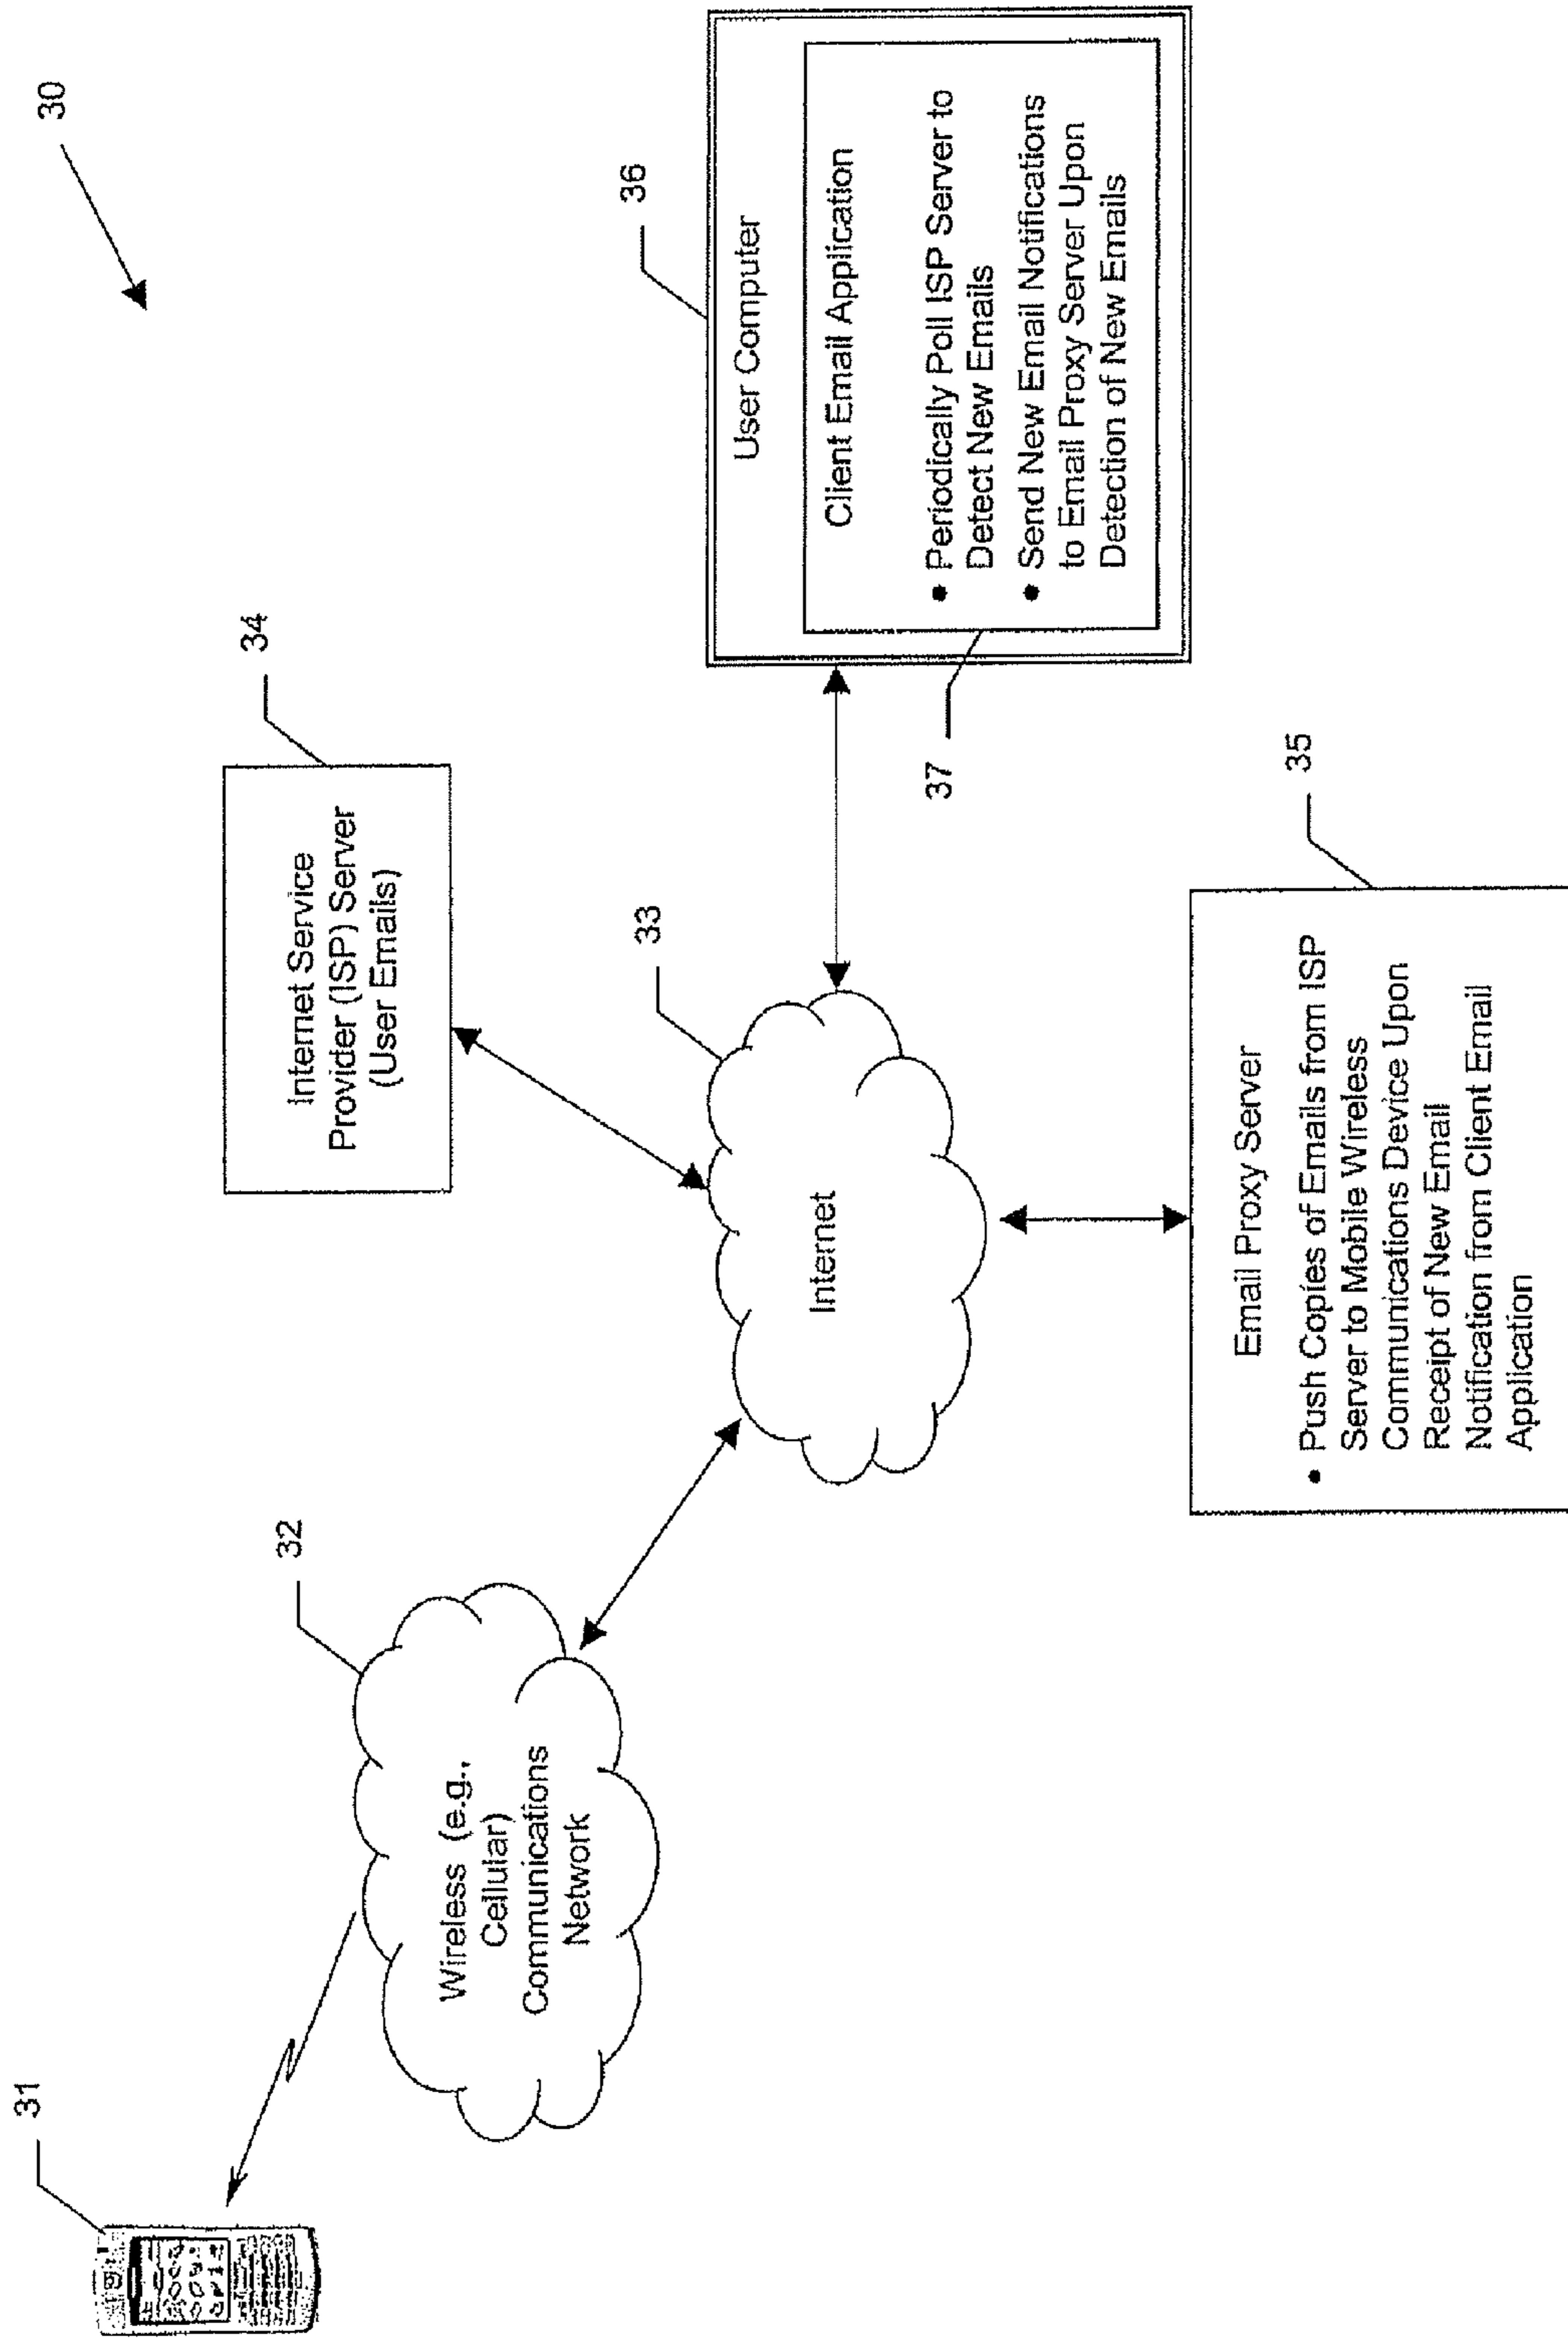 30
31
32
Wireless (e.g.,
Cellular)
Communications
Network
33
Internet
34
Internet Service
Provider (ISP) Server
(User Emails)
36
User Computer
Client Email Application
• Periodically Poll ISP Server to
Detect New Emails
• Send New Email Notifications
to Email Proxy Server Upon
Detection of New Emails
37
35
Email Proxy Server
• Push Copies of Emails from ISP
Server to Mobile Wireless
Communications Device Upon
Receipt of New Email
Notification from Client Email
Application